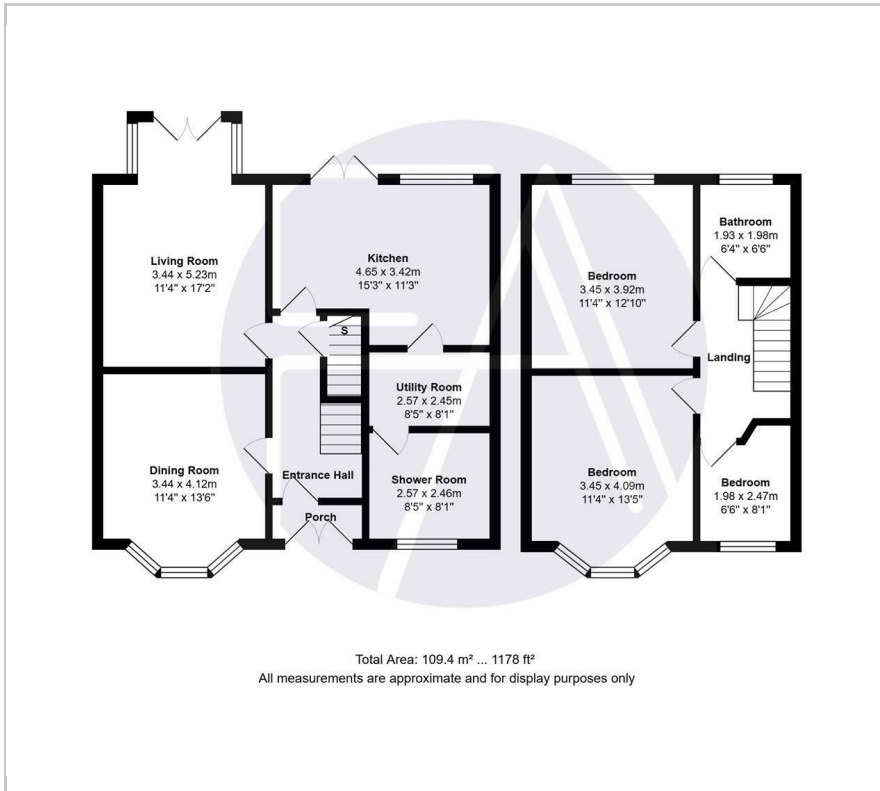 Living Room
3.44 x 5.23m
11'4" x 17'2"
Kitchen
4.65 x 3.42m
15'3" x 11'3"
S
Utility Room
2.57 x 2.45m
8'5" x 8'1"
Dining Room
3.44 x 4.12m
11'4" x 13'6"
Entrance Hall
Shower Room
2.57 x 2.46m
8'5" x 8'1"
Porch
Bathroom
1.93 x 1.98m
6'4" x 6'6"
Bedroom
3.45 x 3.92m
11'4" x 12'10"
Landing
Bedroom
3.45 x 4.09m
11'4" x 13'5"
Bedroom
1.98 x 2.47m
6'6" x 8'1"
Total Area: 109.4 m² ... 1178 ft²
All measurements are approximate and for display purposes only